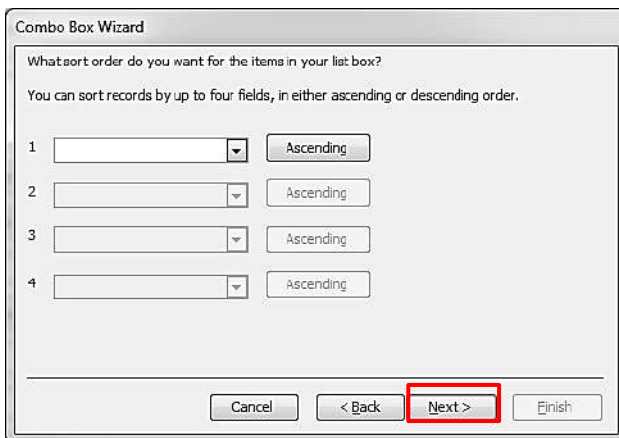 Combo Box Wizard
What sort order do you want for the items in your list box?
You can sort records by up to four fields, in either ascending or descending order.
1 Ascending
2 Ascending
3 Ascending
4 Ascending
Cancel < Back Next > Finish